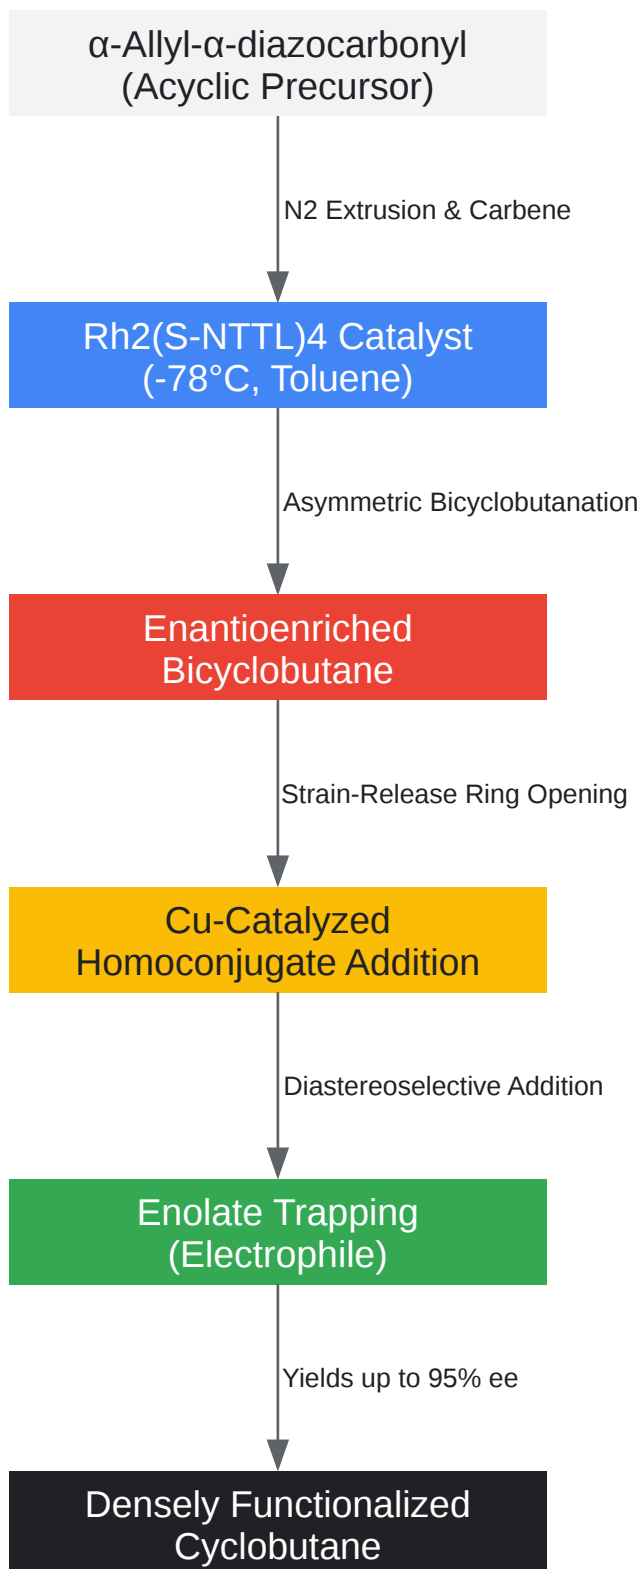 α-Allyl-α-diazocarbonyl
(Acyclic Precursor)
N2 Extrusion & Carbene
Rh2(S-NTTL)4 Catalyst
(-78°C, Toluene)
Asymmetric Bicyclobutanation
Enantioenriched
Bicyclobutane
Strain-Release Ring Opening
Cu-Catalyzed
Homoconjugate Addition
Diastereoselective Addition
Enolate Trapping
(Electrophile)
Yields up to 95% ee
Densely Functionalized
Cyclobutane